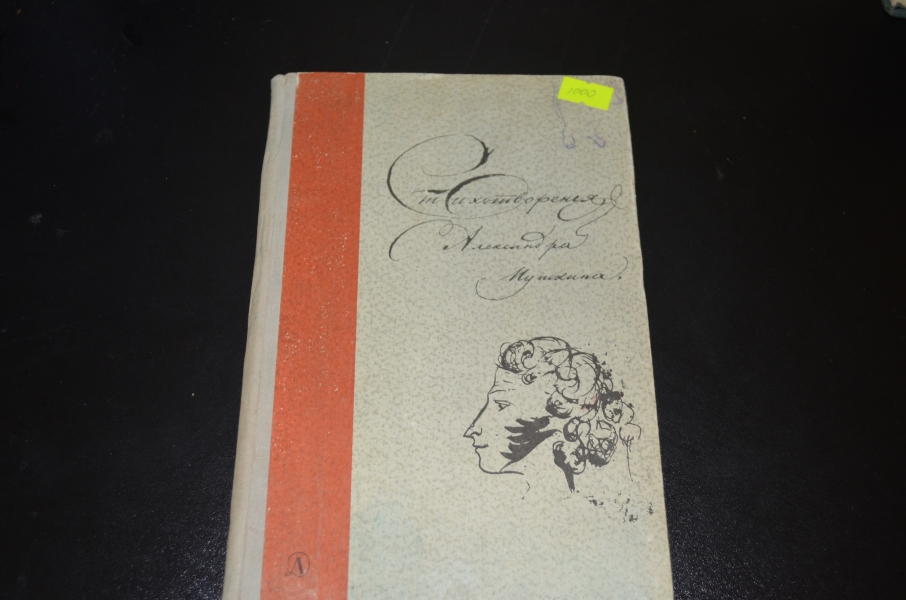 1000
Стихотворения
Александра
Пушкина.
Д